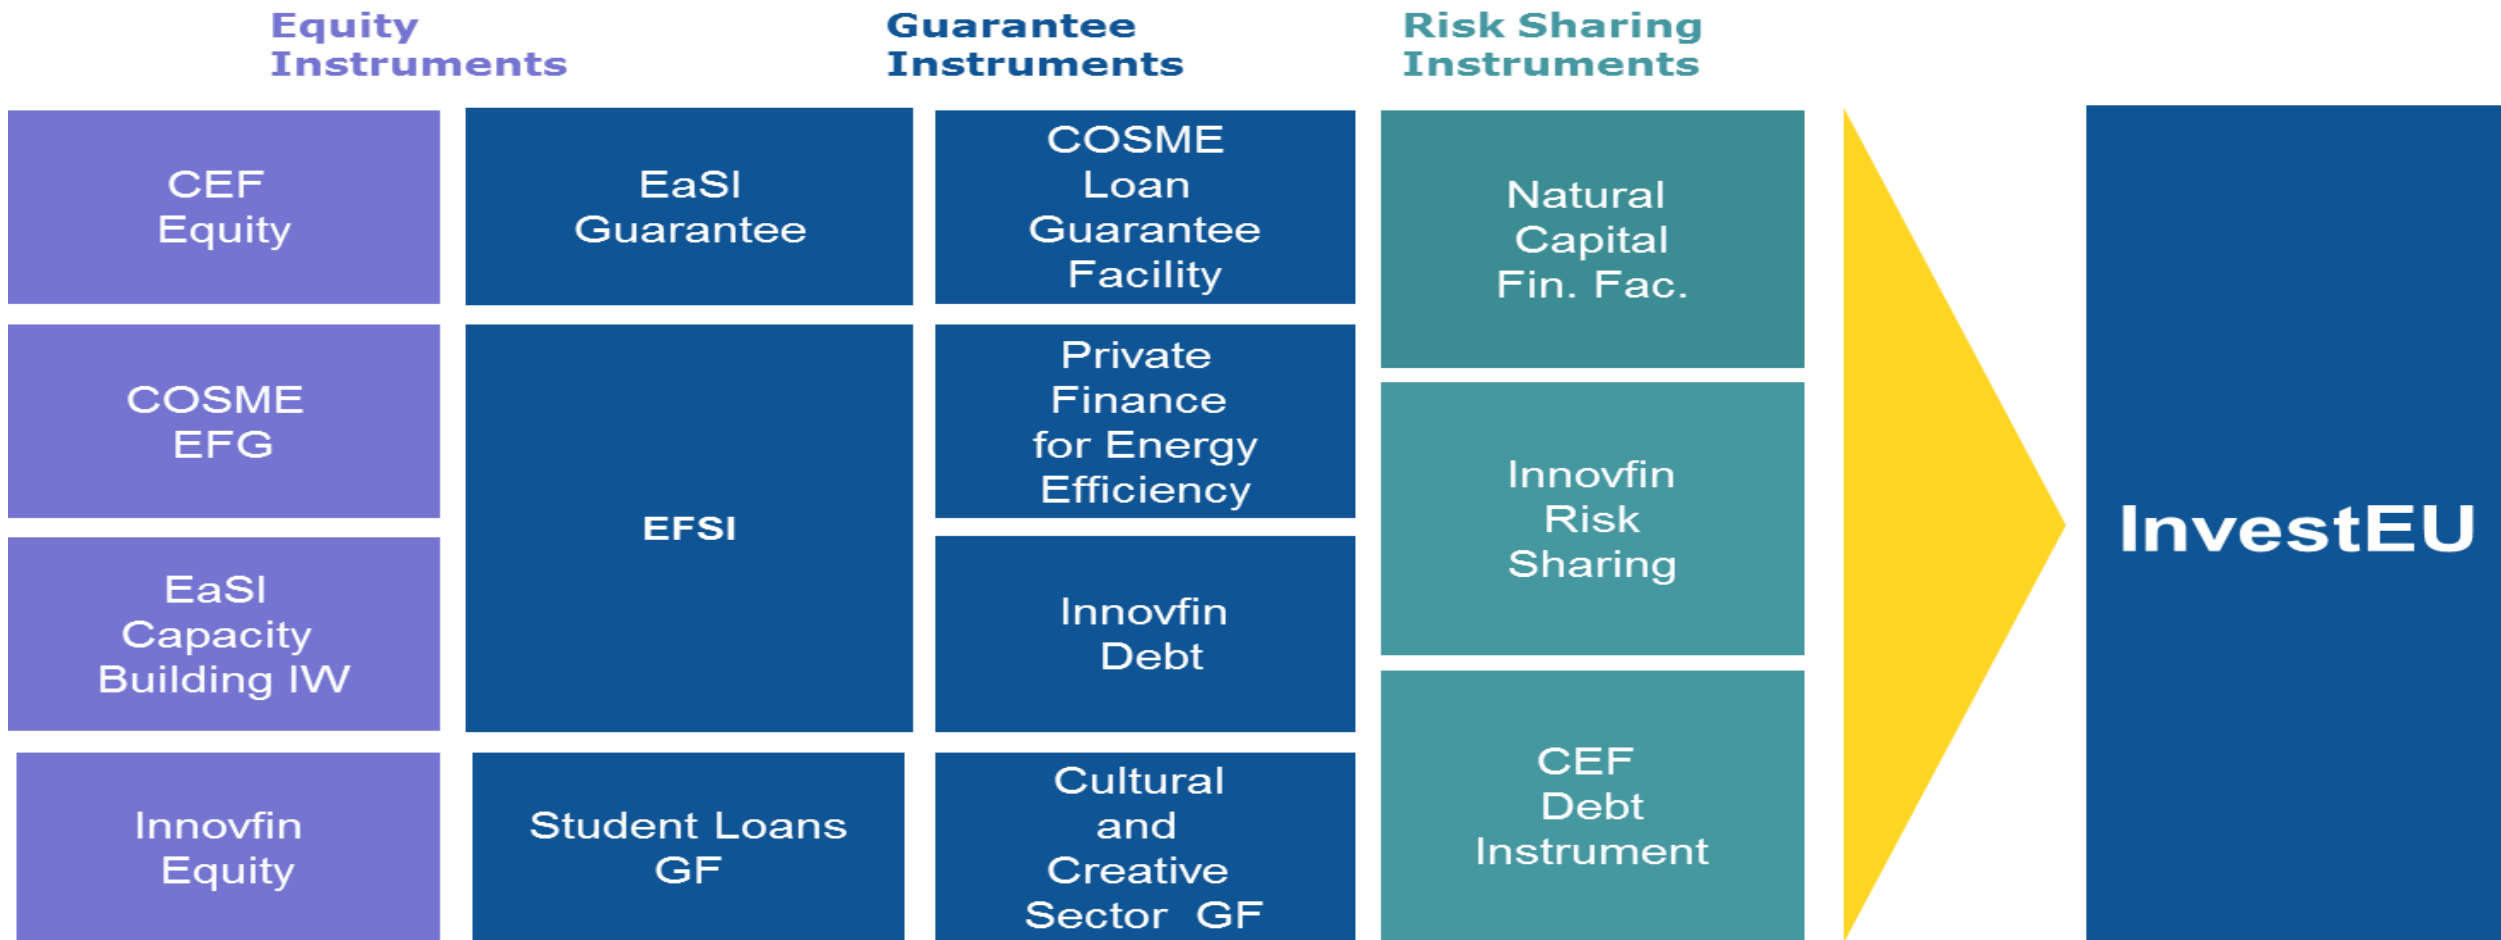 Equity
Instruments
Guarantee
Instruments
Risk Sharing
Instruments
CEF
Equity
COSME
EFG
EaSI
Capacity
Building IW
Innovfin
Equity
EaSI
Guarantee
EFSI
Student Loans
GF
COSME
Loan
Guarantee
Facility
Private
Finance
for Energy
Efficiency
Innovfin
Debt
Cultural
and
Creative
Sector GF
Natural
Capital
Fin. Fac.
Innovfin
Risk
Sharing
CEF
Debt
Instrument
InvestEU